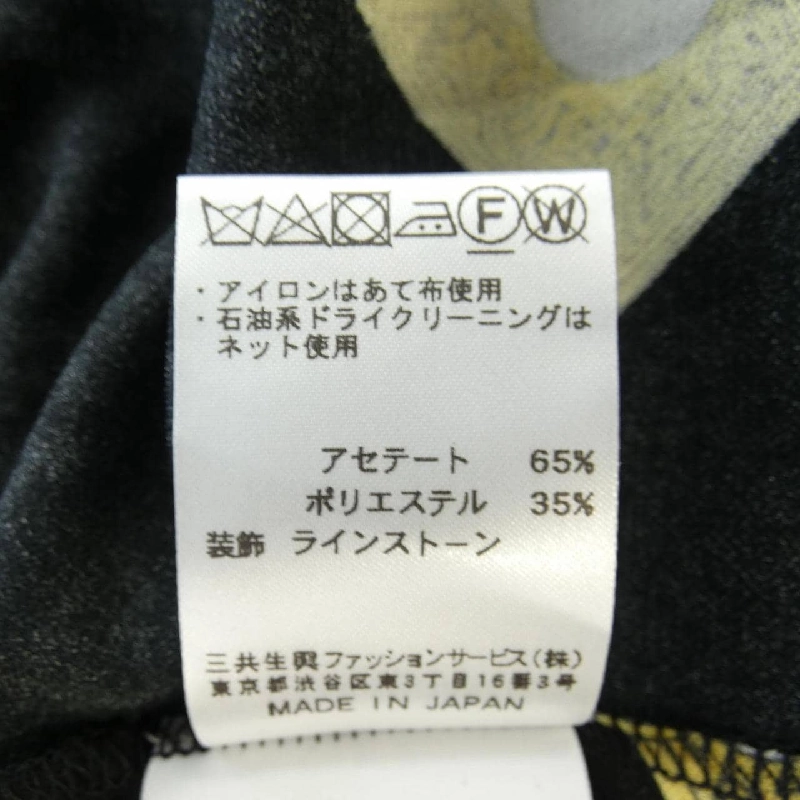 F W
・アイロンはあて布使用
・石油系ドライクリーニングは
ネット使用
アセテート 65%
ポリエステル 35%
装飾 ラインストーン
三共生興ファッションサービス(株)
東京都渋谷区東3丁目16番3号
MADE IN JAPAN